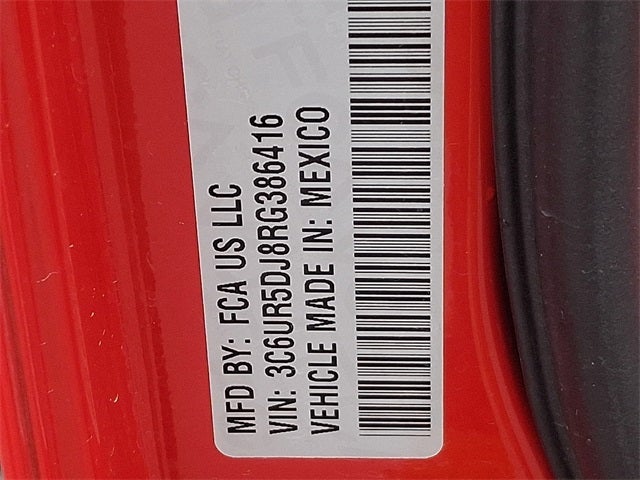 MFD BY: FCA US LLC
VIN: 3C6UR5DJ8RG386416
VEHICLE MADE IN: MEXICO